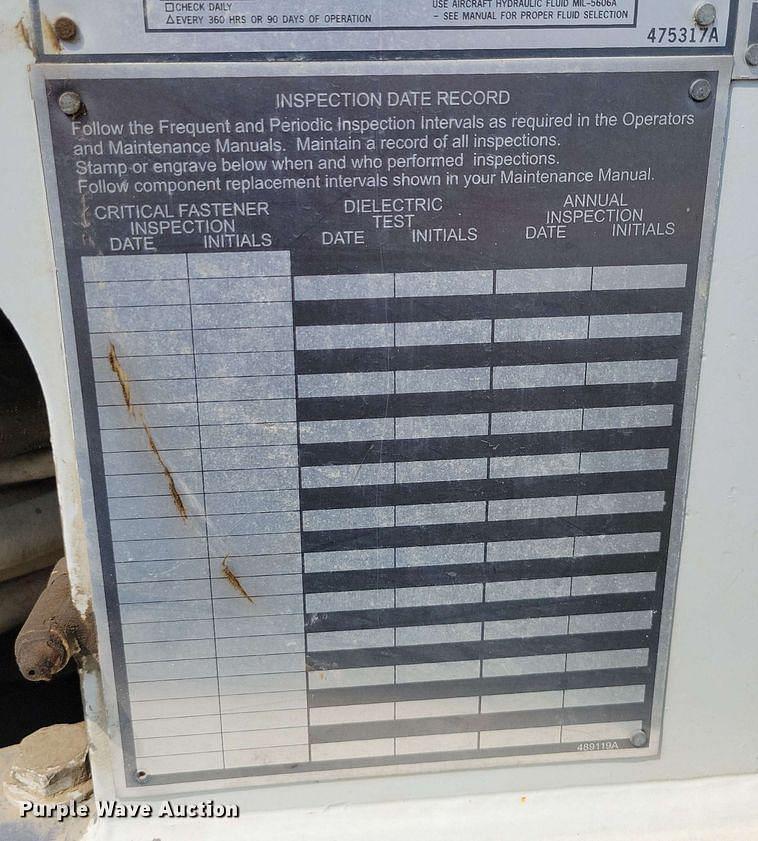 USE AIRCRAFT HYDRAULIC FLUID MIL-5606A
CHECK DAILY
- SEE MANUAL FOR PROPER FLUID SELECTION
EVERY 360 HRS OR 90 DAYS OF OPERATION
475317A
INSPECTION DATE RECORD
Follow the Frequent and Periodic Inspection Intervals as required in the Operators
and Maintenance Manuals. Maintain a record of all inspections.
Stamp or engrave below when and who performed inspections.
Follow component replacement intervals shown in your Maintenance Manual.
CRITICAL FASTENER
INSPECTION
DATE INITIALS
DIELECTRIC
TEST
DATE INITIALS
ANNUAL
INSPECTION
DATE INITIALS
489119A
Purple Wave Auction